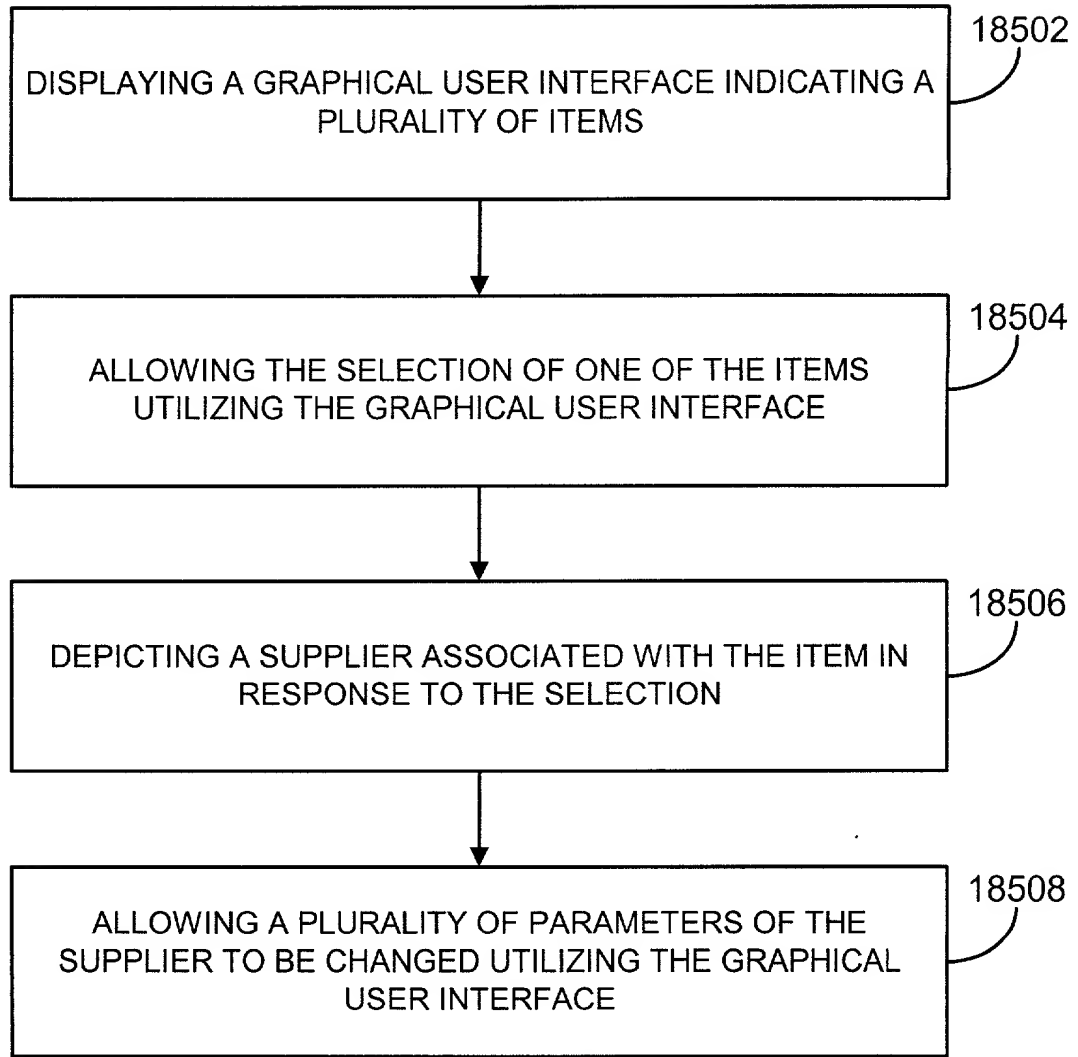 18502
DISPLAYING A GRAPHICAL USER INTERFACE INDICATING A
PLURALITY OF ITEMS
18504
ALLOWING THE SELECTION OF ONE OF THE ITEMS
UTILIZING THE GRAPHICAL USER INTERFACE
18506
DEPICTING A SUPPLIER ASSOCIATED WITH THE ITEM IN
RESPONSE TO THE SELECTION
18508
ALLOWING A PLURALITY OF PARAMETERS OF THE
SUPPLIER TO BE CHANGED UTILIZING THE GRAPHICAL
USER INTERFACE